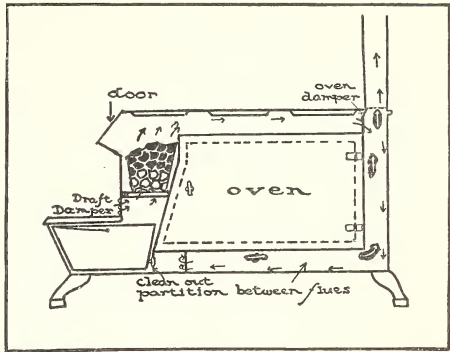 door
oven
damper
Draft
Damper
oven
clean out
partition between flues